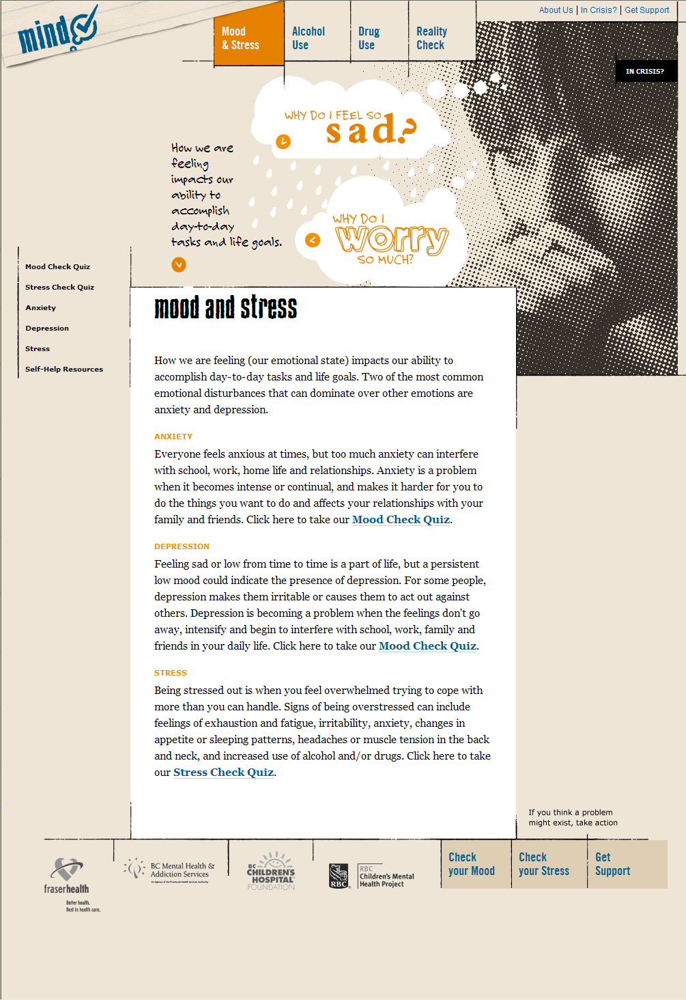 mind
About Us | In Crisis? | Get Support
Mood
& Stress
Alcohol
Use
Drug
Use
Reality
Check
IN CRISIS?
WHY DO I FEEL SO
sad?
How we are
feeling
impacts our
ability to
accomplish
day-to-day
tasks and life goals.
WHY DO I
worry
SO MUCH?
Mood Check Quiz
Stress Check Quiz
Anxiety
Depression
Stress
Self-Help Resources
mood and stress
How we are feeling (our emotional state) impacts our ability to
accomplish day-to-day tasks and life goals. Two of the most common
emotional disturbances that can dominate over other emotions are
anxiety and depression.
ANXIETY
Everyone feels anxious at times, but too much anxiety can interfere
with school, work, home life and relationships. Anxiety is a problem
when it becomes intense or continual, and makes it harder for you to
do the things you want to do and affects your relationships with your
family and friends. Click here to take our Mood Check Quiz.
DEPRESSION
Feeling sad or low from time to time is a part of life, but a persistent
low mood could indicate the presence of depression. For some people,
depression makes them irritable or causes them to act out against
others. Depression is becoming a problem when the feelings don't go
away, intensify and begin to interfere with school, work, family and
friends in your daily life. Click here to take our Mood Check Quiz.
STRESS
Being stressed out is when you feel overwhelmed trying to cope with
more than you can handle. Signs of being overstressed can include
feelings of exhaustion and fatigue, irritability, anxiety, changes in
appetite or sleeping patterns, headaches or muscle tension in the back
and neck, and increased use of alcohol and/or drugs. Click here to take
our Stress Check Quiz.
If you think a problem
might exist, take action
fraserhealth
Better health.
Best in health care.
BC Mental Health &
Addiction Services
An Agency of the Provincial Health Services Authority
BC
CHILDREN'S
HOSPITAL
FOUNDATION
RBC
RBC
Children's Mental
Health Project
Check
your Mood
Check
your Stress
Get
Support